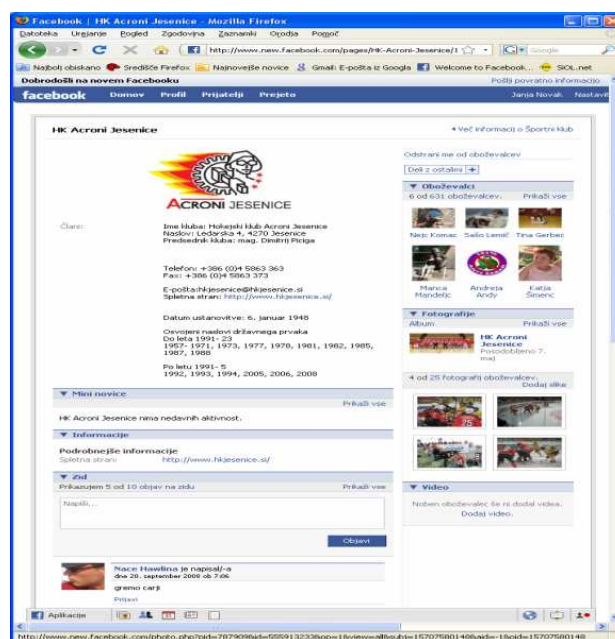 Facebook | HK Acroni Jesenice - Mozilla Firefox
Datoteka Urejanje Pogled Zgodovina Zaznamki Orodja Pomoč
http://www.new.facebook.com/pages/HK-Acroni-Jesenice/1
Google
Najbolj obiskano Središče Firefox Najnovejše novice Gmail: E-pošta iz Googla Welcome to Facebook... SiOL.net
Dobrodošli na novem Facebooku
Pošlji povratno informacijo
facebook Domov Profil Prijatelji Prejeto
Janja Novak Nastavit
HK Acroni Jesenice
Več informacij o Športni klub
ACRONI JESENICE
Člani:
Ime kluba: Hokejski klub Acroni Jesenice
Naslov: Ledarska 4, 4270 Jesenice
Predsednik kluba: mag. Dimitrij Piciga
Telefon: +386 (0)4 5863 363
Fax: +386 (0)4 5863 373
E-pošta:hkjesenice@hkjesenice.si
Spletna stran: http://www.hkjesenice.si/
Datum ustanovitve: 6. januar 1948
Osvojeni naslovi državnega prvaka
Do leta 1991- 23
1957- 1971, 1973, 1977, 1978, 1981, 1982, 1985,
1987, 1988
Po letu 1991- 5
1992, 1993, 1994, 2005, 2006, 2008
Mini novice
Prikaži vse
HK Acroni Jesenice nima nedavnih aktivnost.
Informacije
Podrobnejše informacije
Spletna stran: http://www.hkjesenice.si/
Zid
Prikazujem 5 od 10 objav na zidu
Prikaži vse
Napiši...
Objavi
Nace Hawlina je napisal/-a
dne 20. september 2008 ob 7:06
gremo carji
Prijavi
Odstrani me od oboževalcev
Deli z ostalimi +
Oboževalci
6 od 631 oboževalcev. Prikaži vse
Nejc Komac Sašo Lendič Tina Gerbec
Manca Mandeljc
Andreja Andy
Katja Šmenc
Fotografije
Album Prikaži vse
HK Acroni
Jesenice
Posodobljeno 7.
maj
4 od 25 fotografij oboževalcev.
Dodaj slike
Video
Noben oboževalec še ni dodal videa.
Dodaj video.
Aplikacije